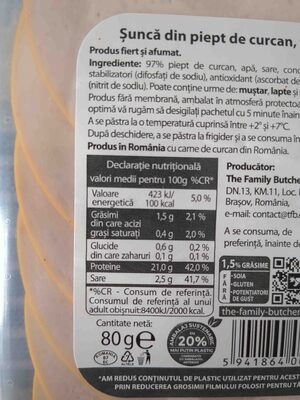 Șuncă din piept de curcan,
Produs fiert și afumat.
Ingrediente: 97% piept de curcan, apă, sare,
stabilizatori (difosfați de sodiu), antioxidant (ascorbat de
(nitrit de sodiu). Poate conține urme de: muștar, lapte și
Produs fără membrană, ambalat în atmosferă
optimă vă rugăm să desigilați pachetul cu 5 minute
A se păstra la o temperatură cuprinsă între +2° și +7°C.
După deschidere, a se păstra la frigider și a se consuma
Produs în România cu carne de curcan din România.
Declarație nutrițională
valori medii pentru 100g %CR*
Valoare energetică 423 kJ/ 100 kcal 5,0 %
Grăsimi 1,5 g 2,1 %
din care acizi
grași saturați 0,4 g 2,0 %
Glucide 0,6 g 0,2 %
din care zaharuri 0,1 g 0,1 %
Proteine 21,0 g 42,0 %
Sare 2,5 g 41,7 %
*%CR - Consum de referință.
Consumul de referință al unui
adult obișnuit:8400kJ/2000 kcal.
Producător:
The Family Butche
DN.13, KM.11, Loc.
Brașov, România,
e-mail: contact@tfb
A se consuma, de
preferință, înainte d
1,5% GRĂSIME
FĂRĂ
SOIA
GLUTEN
POTENȚIATORI
DE GUST
the-family-butcher
Cantitate netă:
80g
AMBALAJ SUSTENABIL
CU
20%
MAI PUȚIN PLASTIC
5 941864 0
*AM REDUS CONȚINUTUL DE PLASTIC UTILIZAT PENTRU ACEST
PRIN REDUCEREA GROSIMII FILMULUI FOLOSIT PENTRU